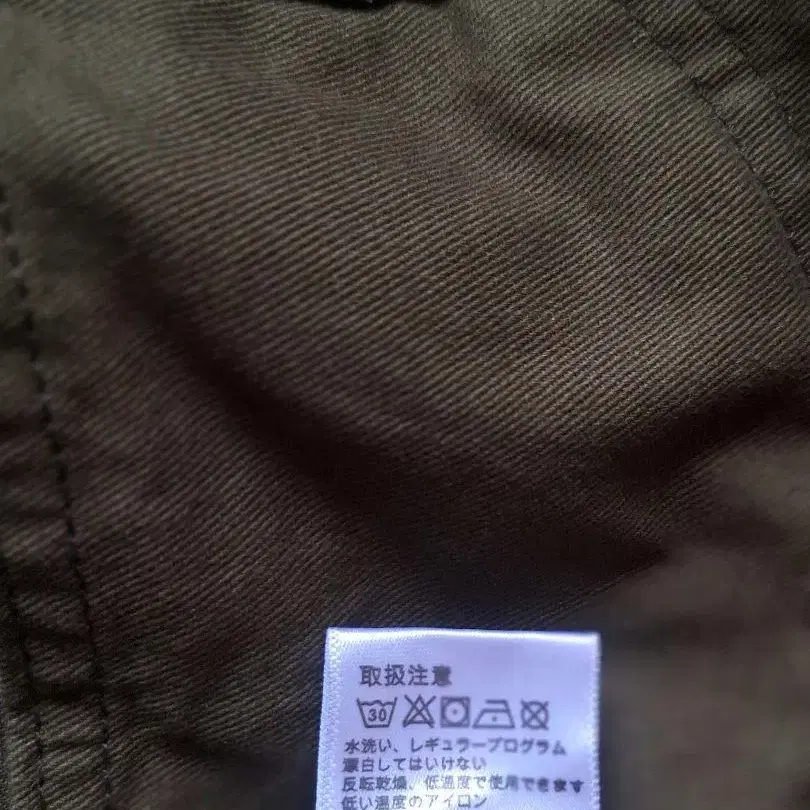 取扱注意
30
水洗い、レギュラープログラム
漂白してはいけない
反転乾燥、低温度で使用できます
低い温度のアイロン